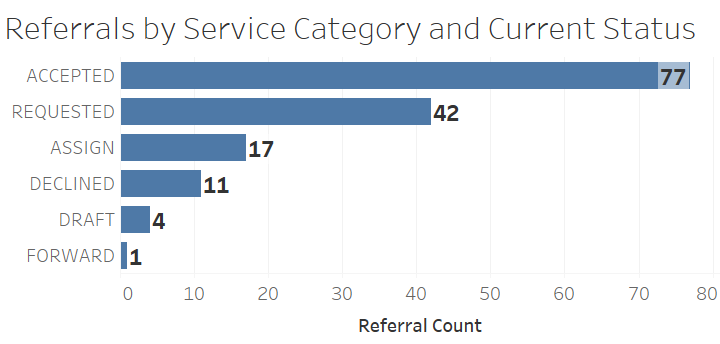 Referrals by Service Category and Current Status
ACCEPTED 77
REQUESTED 42
ASSIGN 17
DECLINED 11
DRAFT 4
FORWARD 1
0 10 20 30 40 50 60 70 80
Referral Count